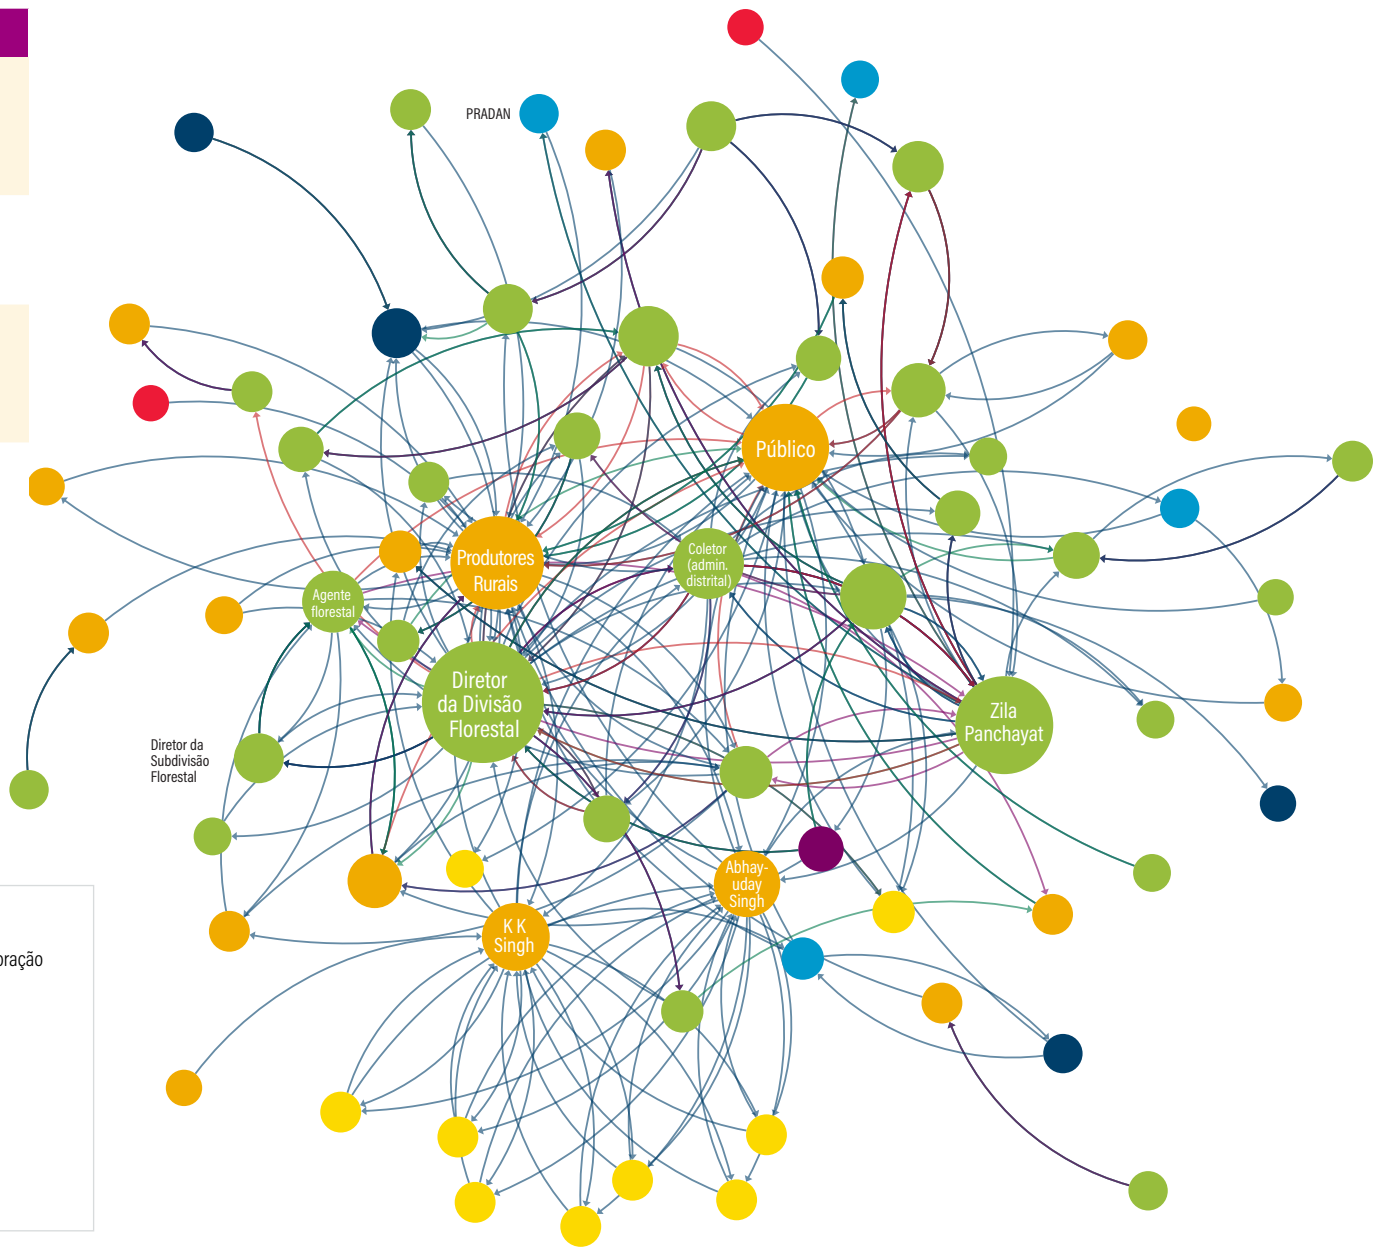 PRADAN
Público
Produtores
Rurais
Coletor
(admin.
distrital)
Agente
florestal
Diretor
da Divisão
Florestal
Zila
Panchayat
Diretor da
Subdivisão
Florestal
Abhay-
uday
Singh
K K
Singh